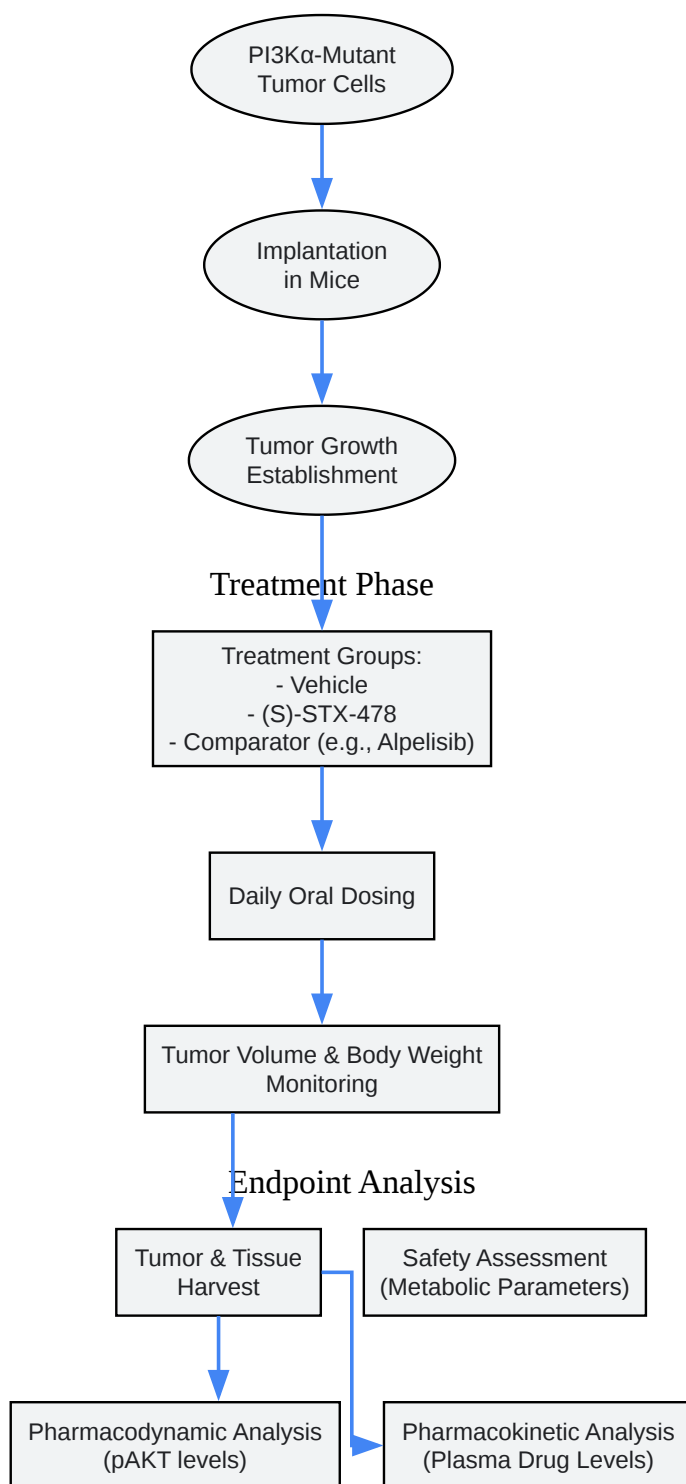 PI3Kα-Mutant
Tumor Cells
Implantation
in Mice
Tumor Growth
Establishment
Treatment Phase
Treatment Groups:
- Vehicle
- (S)-STX-478
- Comparator (e.g., Alpelisib)
Daily Oral Dosing
Tumor Volume & Body Weight
Monitoring
Endpoint Analysis
Tumor & Tissue
Harvest
Safety Assessment
(Metabolic Parameters)
Pharmacodynamic Analysis
(pAKT levels)
Pharmacokinetic Analysis
(Plasma Drug Levels)